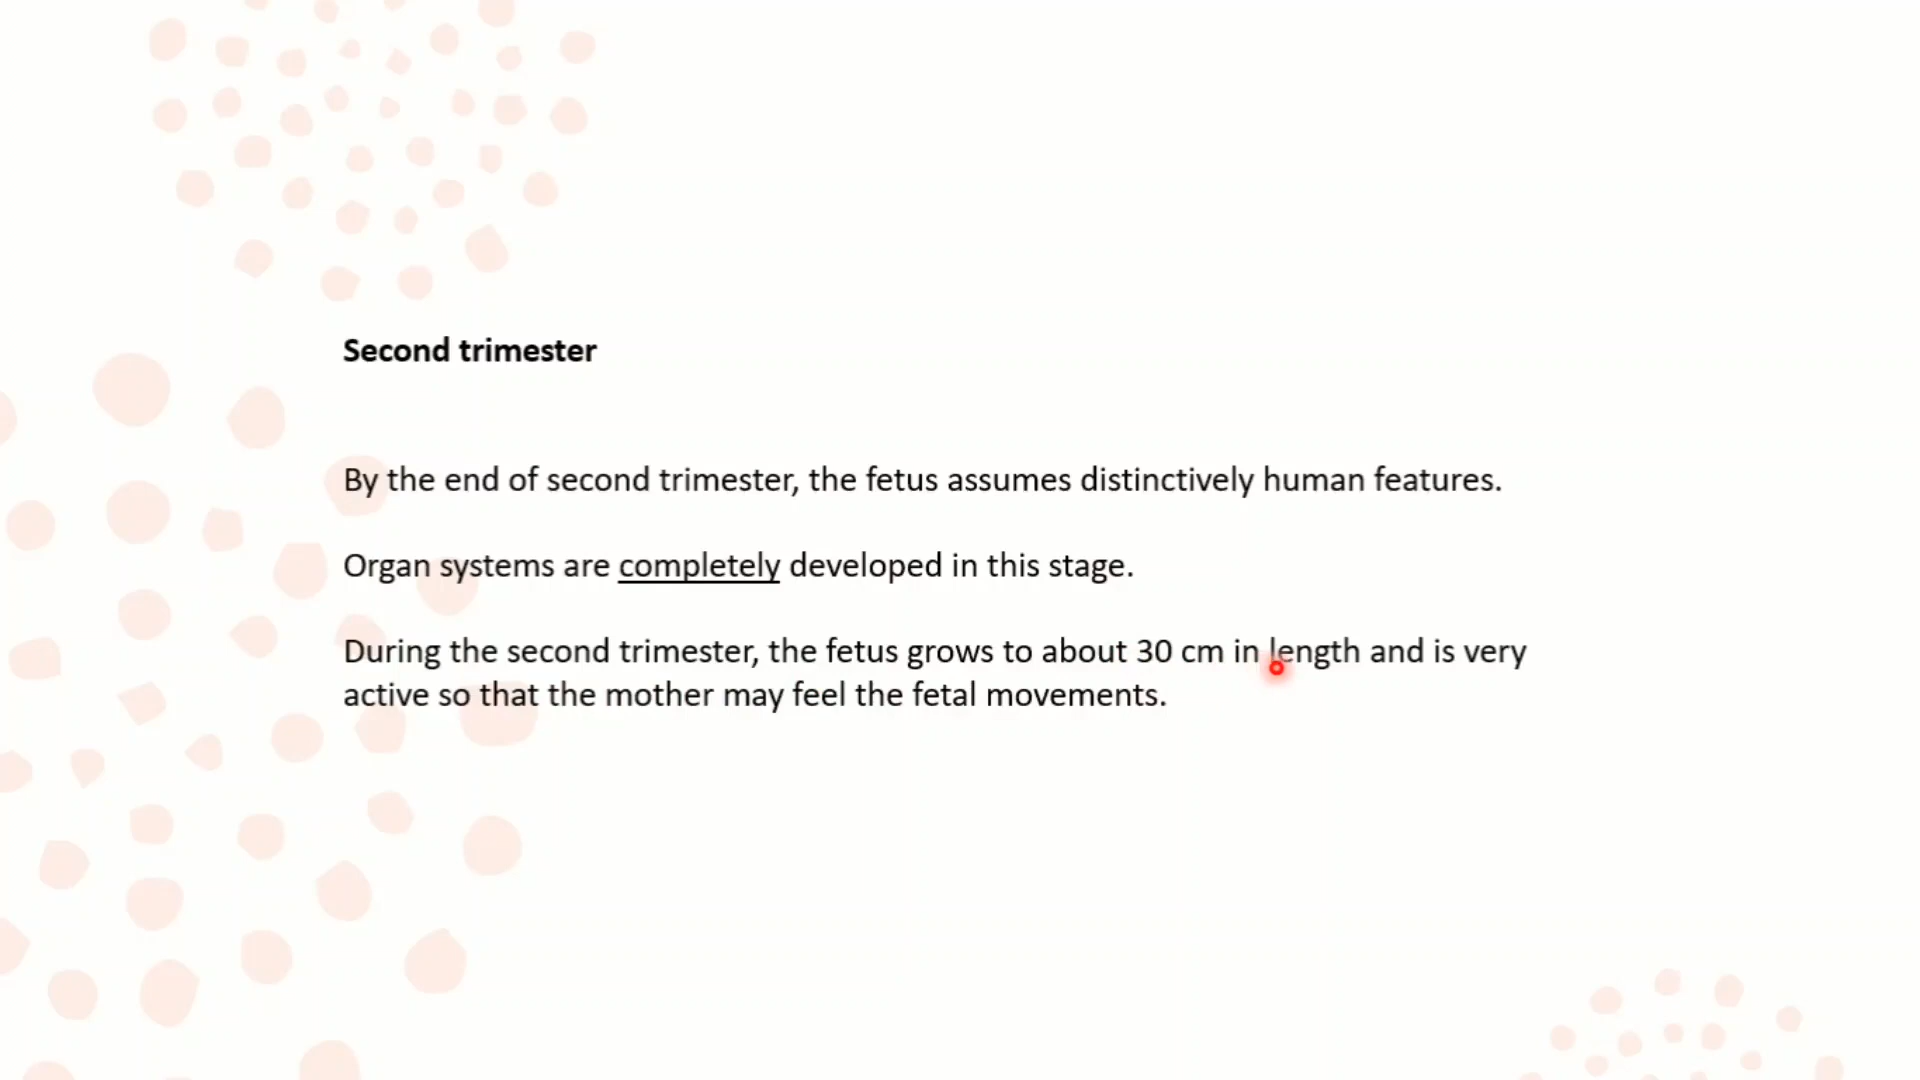 Second trimester
By the end of second trimester, the fetus assumes distinctively human features.
Organ systems are completely developed in this stage.
During the second trimester, the fetus grows to about 30 cm in length and is very
active so that the mother may feel the fetal movements.